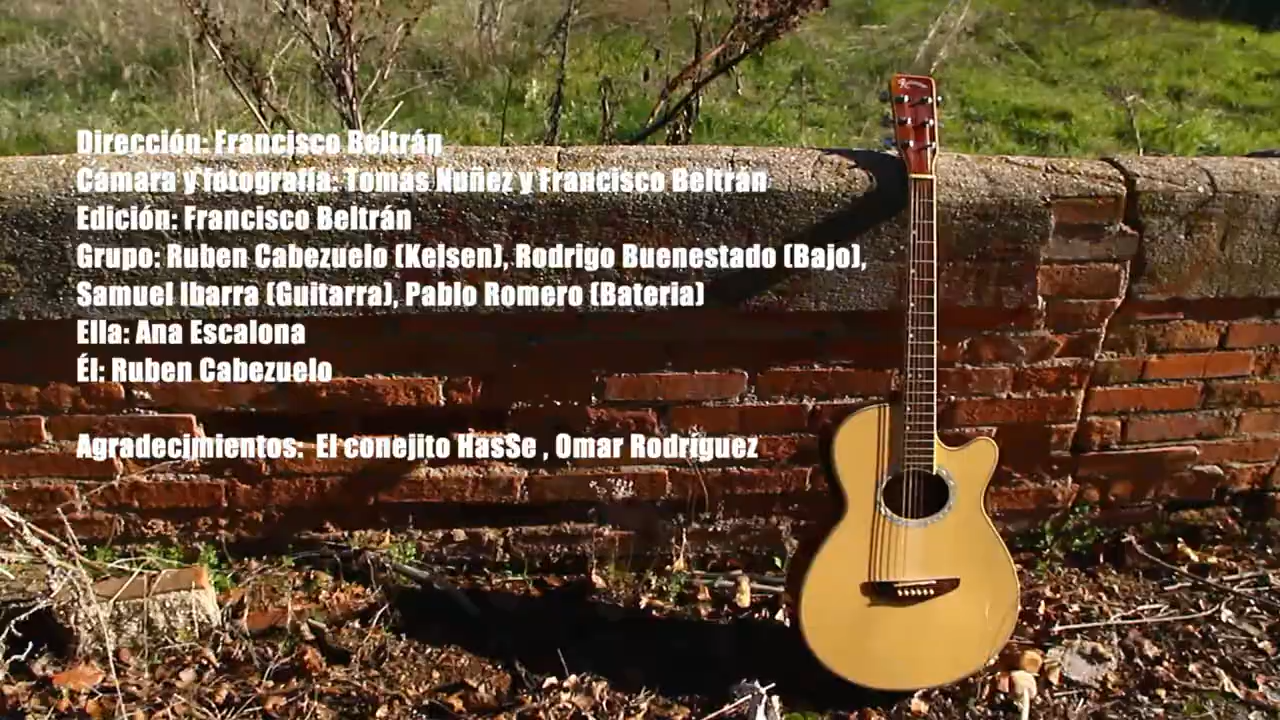 Dirección: Francisco Beltrán
Cámara y fotografía: Tomás Nuñez y Francisco Beltrán
Edición: Francisco Beltrán
Grupo: Ruben Cabezuelo (Kelsen), Rodrigo Buenestado (Bajo),
Samuel Ibarra (Guitarra), Pablo Romero (Bateria)
Ella: Ana Escalona
Él: Ruben Cabezuelo
Agradecimientos: El conejito HasSe , Omar Rodríguez